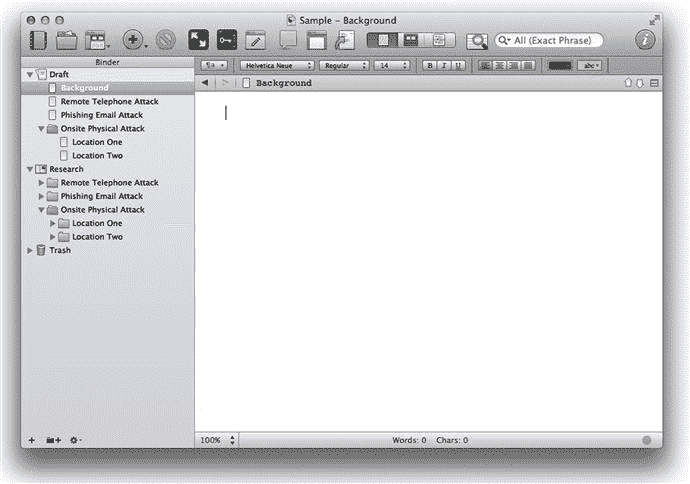 Sample - Background
All (Exact Phrase)
Binder
Helvetica Neue Regular 14 B I U abc
Draft
Background
Background
Remote Telephone Attack
Phishing Email Attack
Onsite Physical Attack
Location One
Location Two
Research
Remote Telephone Attack
Phishing Email Attack
Onsite Physical Attack
Location One
Location Two
Trash
100% Words: 0 Chars: 0